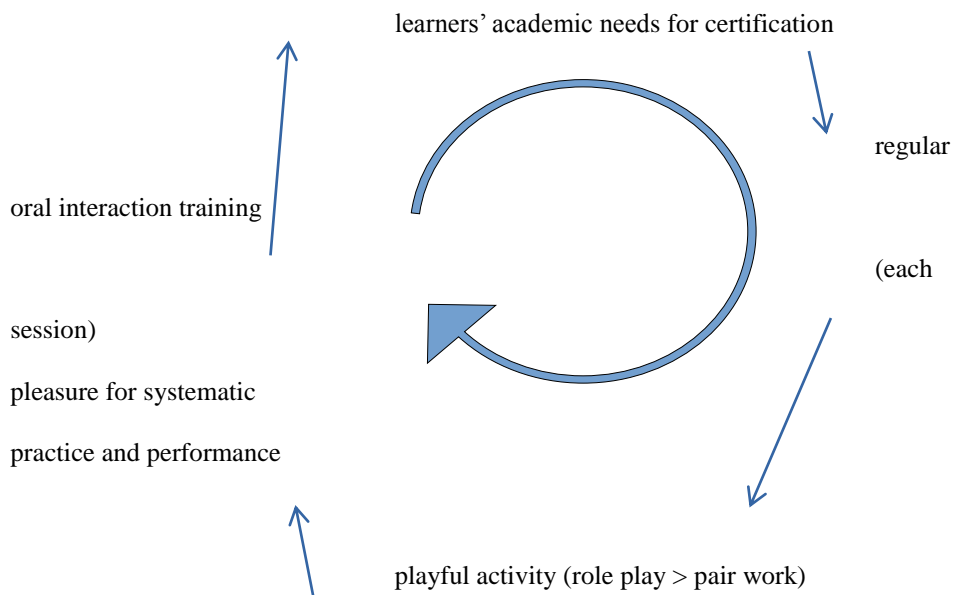 learners’ academic needs for certification
regular
oral interaction training
(each
session)
pleasure for systematic
practice and performance
playful activity (role play > pair work)